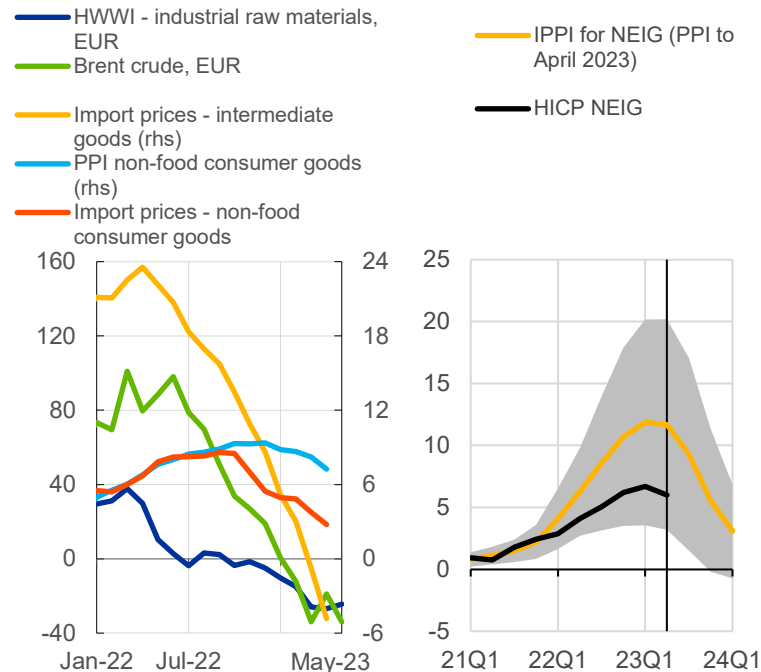 HWWI - industrial raw materials,
EUR
Brent crude, EUR
Import prices - intermediate
goods (rhs)
PPI non-food consumer goods
(rhs)
Import prices - non-food
consumer goods
IPPI for NEIG (PPI to
April 2023)
HICP NEIG
160
120
80
40
0
-40
24
18
12
6
0
-6
Jan-22 Jul-22 May-23
25
20
15
10
5
0
-5
21Q1 22Q1 23Q1 24Q1